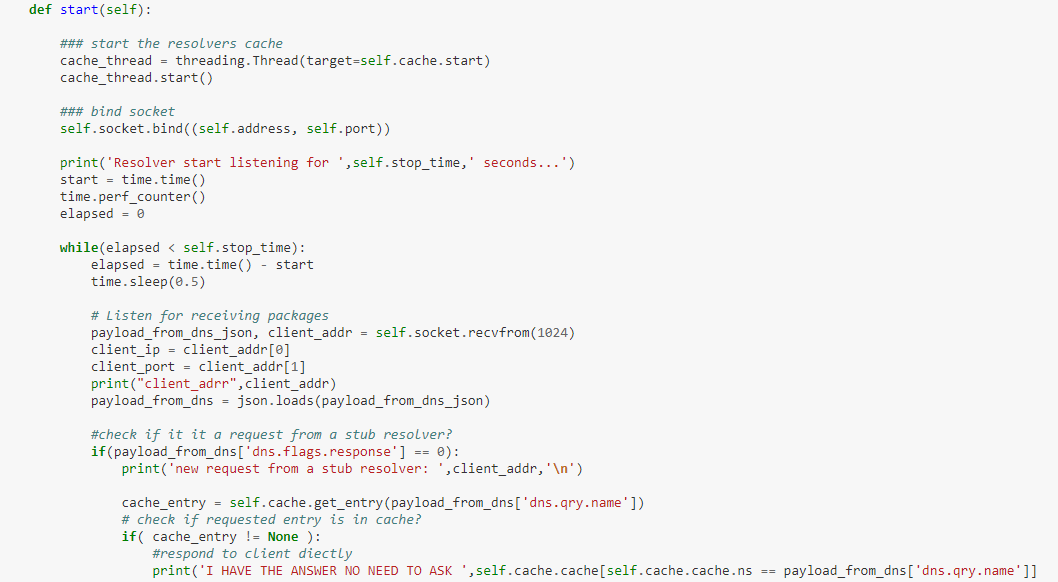 def start(self):
### start the resolvers cache
cache_thread = threading.Thread(target=self.cache.start)
cache_thread.start()
### bind socket
self.socket.bind((self.address, self.port))
print('Resolver start listening for ',self.stop_time,' seconds...')
start = time.time()
time.perf_counter()
elapsed = 0
while(elapsed < self.stop_time):
elapsed = time.time() - start
time.sleep(0.5)
# Listen for receiving packages
payload_from_dns_json, client_addr = self.socket.recvfrom(1024)
client_ip = client_addr[0]
client_port = client_addr[1]
print("client_adrr",client_addr)
payload_from_dns = json.loads(payload_from_dns_json)
#check if it it a request from a stub resolver?
if(payload_from_dns['dns.flags.response'] == 0):
print('new request from a stub resolver: ',client_addr,'\n')
cache_entry = self.cache.get_entry(payload_from_dns['dns.qry.name'])
# check if requested entry is in cache?
if( cache_entry != None ):
#respond to client diectly
print('I HAVE THE ANSWER NO NEED TO ASK ',self.cache.cache[self.cache.cache.ns == payload_from_dns['dns.qry.name']]